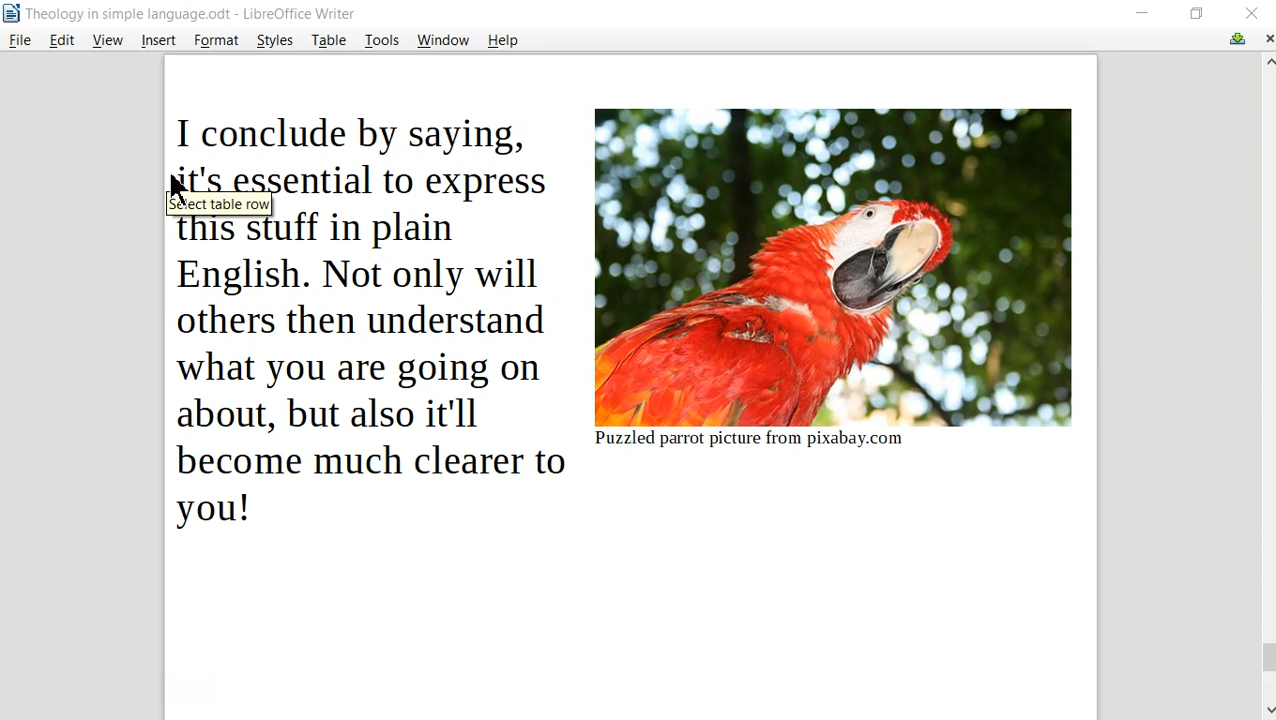 Theology in simple language.odt - LibreOffice Writer
File Edit View Insert Format Styles Table Tools Window Help
I conclude by saying,
it's essential to express
Select table row
this stuff in plain
English. Not only will
others then understand
what you are going on
about, but also it'll
become much clearer to
you!
Puzzled parrot picture from pixabay.com